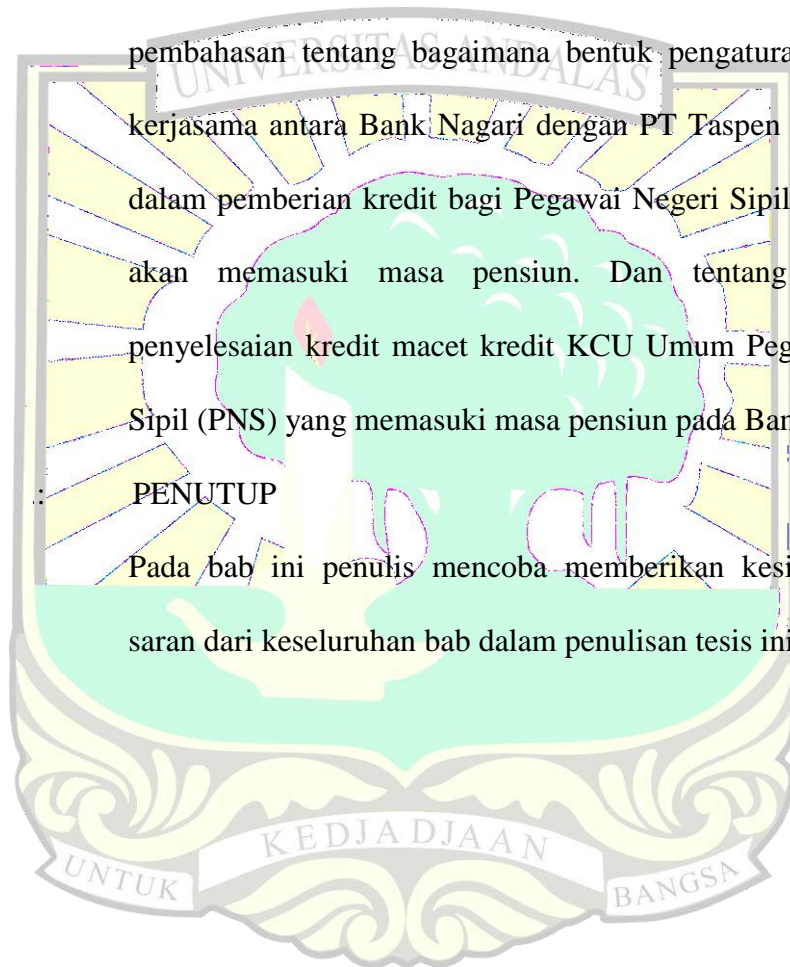 pembahasan tentang bagaimana bentuk pengatura
UNIVERSITAS ANDALAS
kerjasama antara Bank Nagari dengan PT Taspen
dalam pemberian kredit bagi Pegawai Negeri Sipil
akan memasuki masa pensiun. Dan tentang
penyelesaian kredit macet kredit KCU Umum Peg
Sipil (PNS) yang memasuki masa pensiun pada Ban
: PENUTUP
Pada bab ini penulis mencoba memberikan kesi
saran dari keseluruhan bab dalam penulisan tesis ini
UNTUK KEDJADJAAN BANGSA